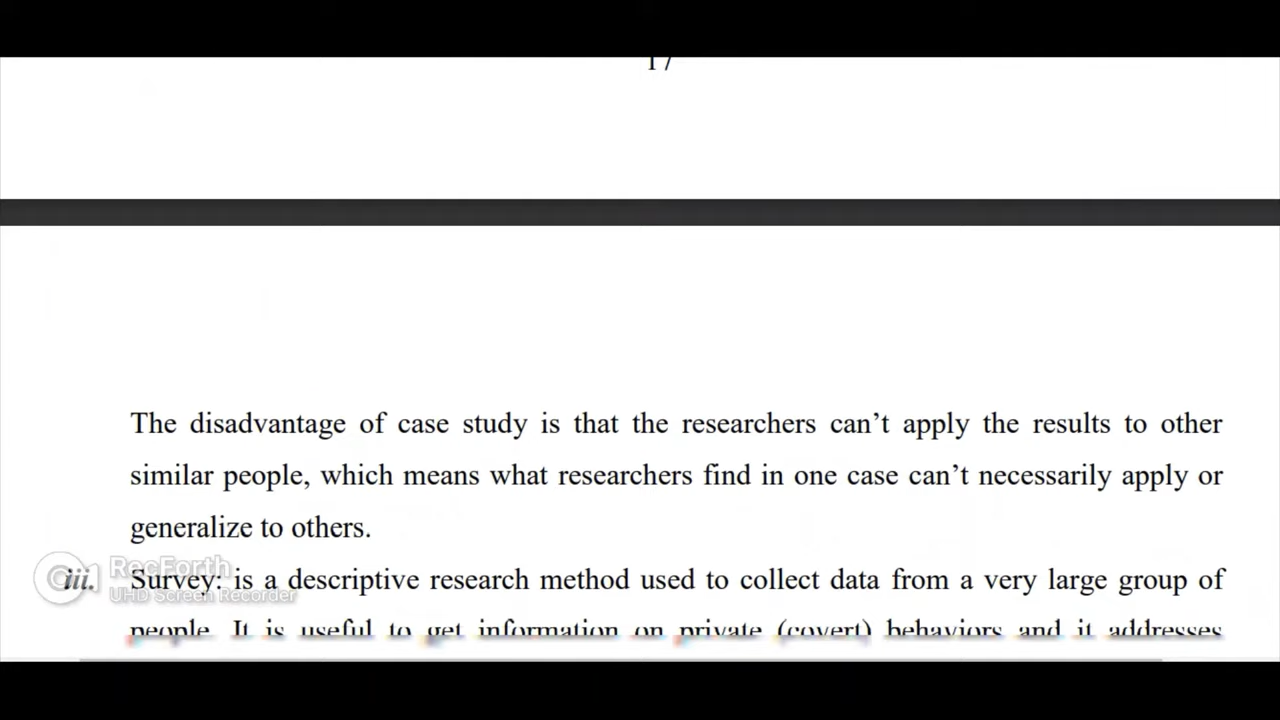 17
The disadvantage of case study is that the researchers can’t apply the results to other
similar people, which means what researchers find in one case can’t necessarily apply or
generalize to others.
RecForth
iii. Survey: is a descriptive research method used to collect data from a very large group of
UHD Screen Recorder
people. It is useful to get information on private (covert) behaviors and it addresses